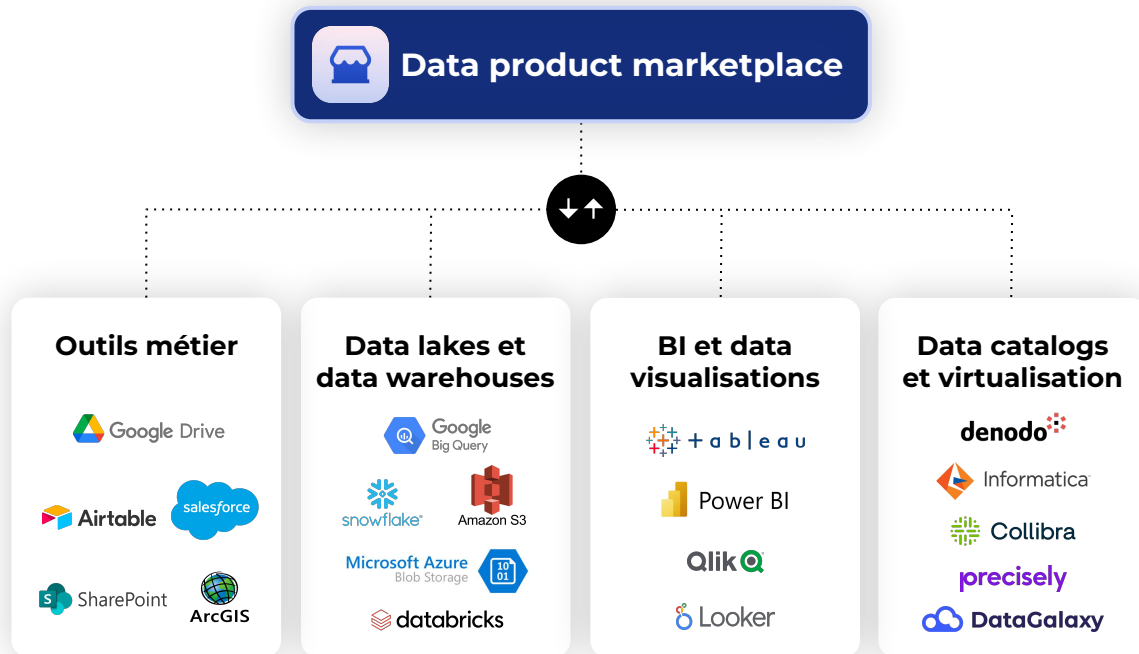 Data product marketplace
Outils métier
Google Drive
Airtable
salesforce
S
SharePoint
ArcGIS
Data lakes et
data warehouses
Google
Big Query
snowflake
Amazon S3
Microsoft Azure
Blob Storage
10
01
databricks
BI et data
visualisations
+ a b l e a u
Power BI
Qlik
Looker
Data catalogs
et virtualisation
denodo
Informatica
Collibra
precisely
DataGalaxy